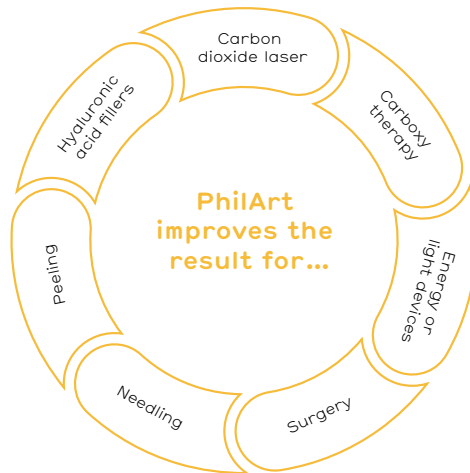 Carbon
dioxide laser
Carboxy
therapy
Energy or
light devices
Surgery
Needling
Peeling
Hyaluronic
acid fillers
PhilArt
improves the
result for...